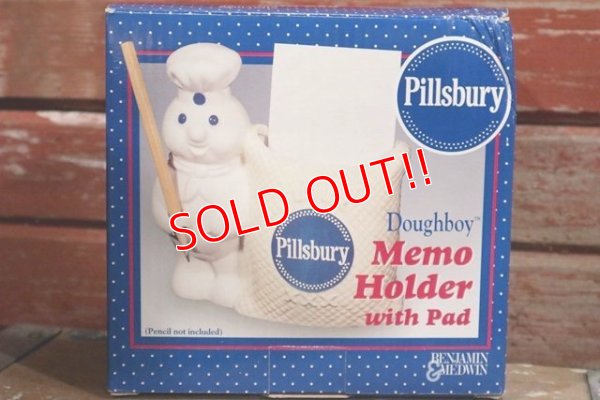 Pillsbury
SOLD OUT!!
Pillsbury
Doughboy™
Memo
Holder
with Pad
(Pencil not included)
BENJAMIN
& MEDWIN